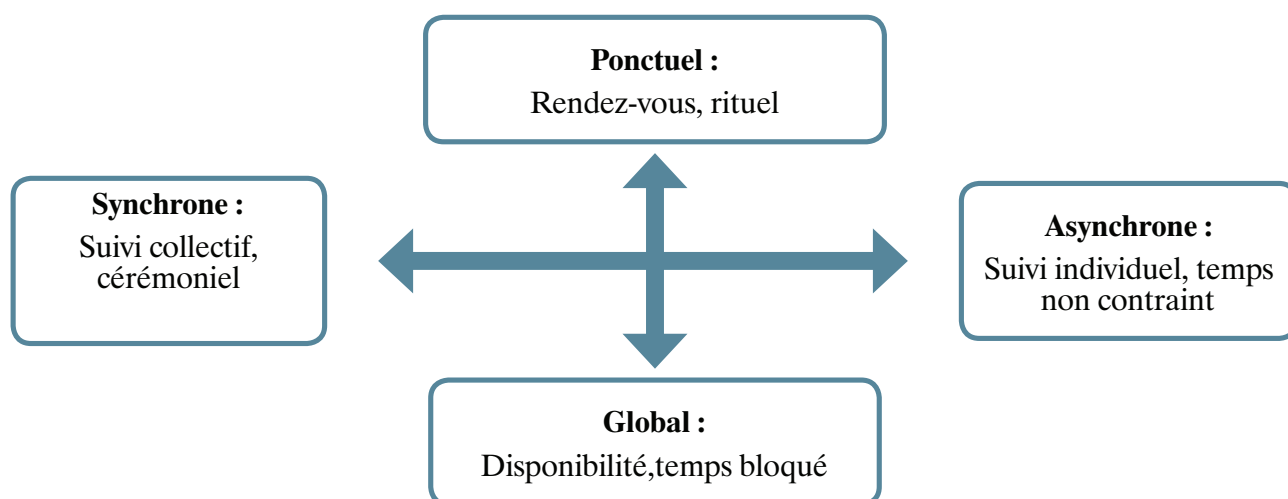 Ponctuel :
Rendez-vous, rituel
Synchrone :
Suivi collectif,
cérémoniel
Asynchrone :
Suivi individuel, temps
non contraint
Global :
Disponibilité,temps bloqué